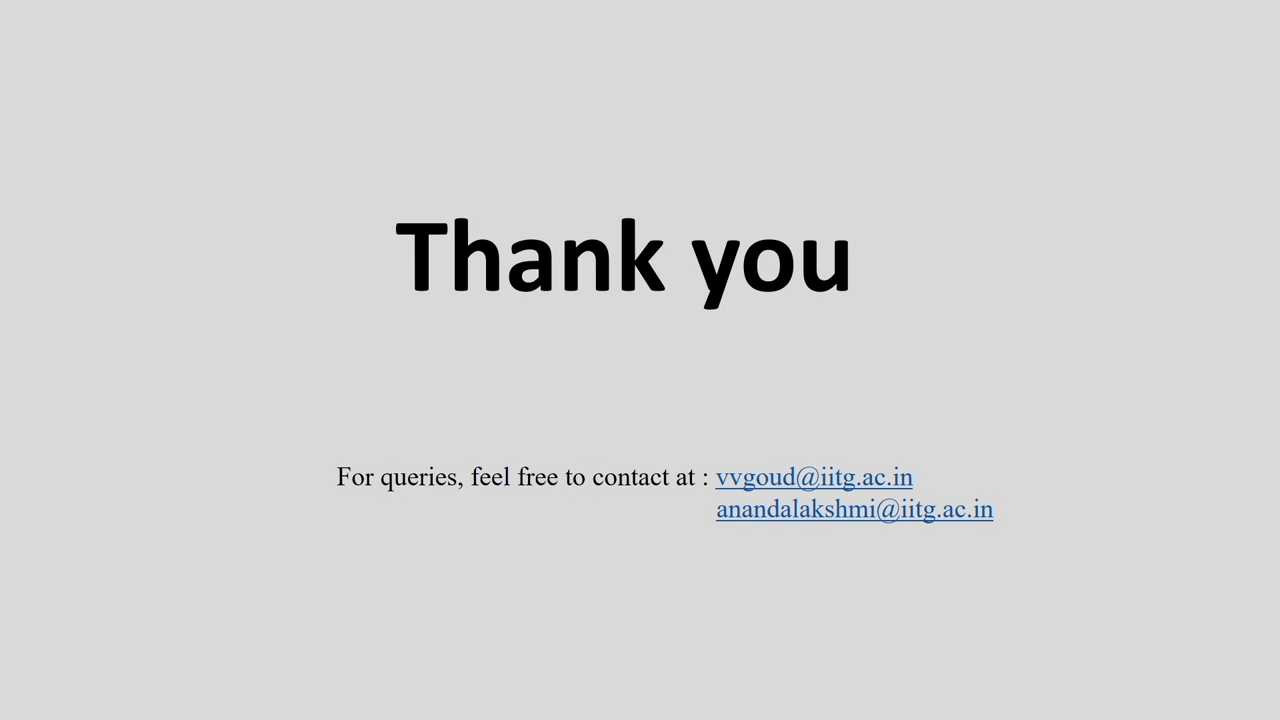 Thank you
For queries, feel free to contact at : vvgoud@iitg.ac.in
anandalakshmi@iitg.ac.in